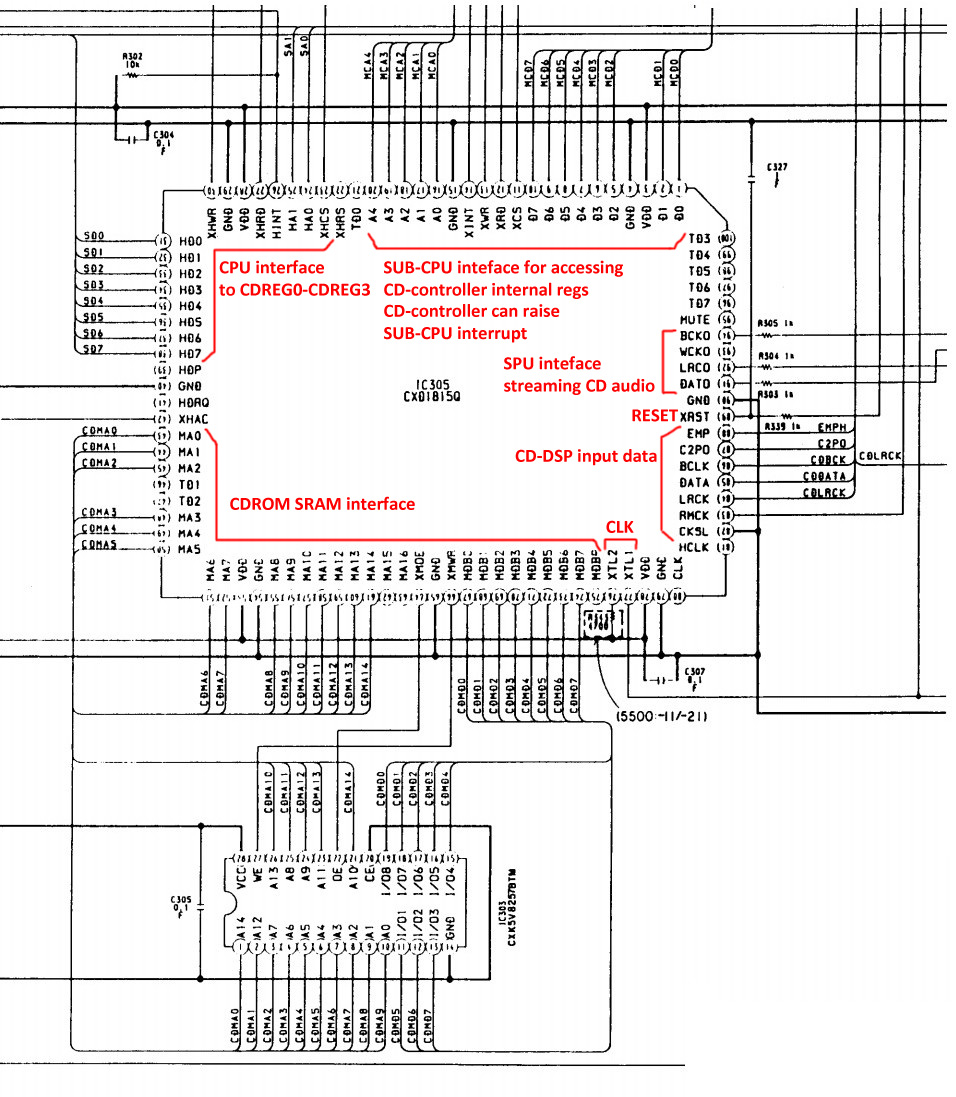 R302
10k
SA1
SA0
MCA4
MCA3
MCA2
MCA1
MCA0
MCD7
MCD6
MCD5
MCD4
MCD3
MCD2
MCD1
MCD0
C304
0.1
F
C327
XHWR
GND
VDD
XHRD
HINT
HA1
HA0
XHCS
XHRS
TD0
A4
A3
A2
A1
A0
GND
XINT
XWR
XRD
XCS
D7
D6
D5
D4
D3
D2
GND
VDD
D1
D0
SD0
SD1
SD2
SD3
SD4
SD5
SD6
SD7
HD0
HD1
HD2
HD3
HD4
HD5
HD6
HD7
HDP
GND
HDRQ
XHAC
MA0
MA1
MA2
TD1
TD2
MA3
MA4
MA5
CDMA0
CDMA1
CDMA2
CDMA3
CDMA4
CDMA5
CPU interface
to CDREG0-CDREG3
SUB-CPU inteface for accessing
CD-controller internal regs
CD-controller can raise
SUB-CPU interrupt
SPU inteface
streaming CD audio
IC305
CXD1815Q
RESET
CD-DSP input data
CDROM SRAM interface
CLK
TD3
TD4
TD5
TD6
TD7
MUTE
BCKO
WCKO
LRCO
DATO
GND
XRST
EMP
C2PO
BCLK
DATA
LRCK
RMCK
CKSL
HCLK
R305 1k
R304 1k
R303 1k
R339 1k
EMPH
C2PO
CDBCK
CDDATA
CDLRCK
CDLRCK
MA6
MA7
VDD
GND
MA8
MA9
MA10
MA11
MA12
MA13
MA14
MA15
MA16
XMOE
GND
XMWR
MDB0
MDB1
MDB2
MDB3
MDB4
MDB5
MDB6
MDB7
MDBP
XTL2
XTL1
VDD
GND
CLK
4700
CDMA6
CDMA7
CDMA8
CDMA9
CDMA10
CDMA11
CDMA12
CDMA13
CDMA14
CDMD0
CDMD1
CDMD2
CDMD3
CDMD4
CDMD5
CDMD6
CDMD7
C307
0.1
F
(5500:-11/-21)
CDMA10
CDMA11
CDMA12
CDMA13
CDMA14
CDMD0
CDMD1
CDMD2
CDMD3
CDMD4
VCC
WE
A13
A8
A9
A11
OE
A10
CE
I/O8
I/O7
I/O6
I/O5
I/O4
C305
0.1
F
A14
A12
A7
A6
A5
A4
A3
A2
A1
A0
I/O1
I/O2
I/O3
GND
IC303
CXK5V8257BTM
CDMA0
CDMA1
CDMA2
CDMA3
CDMA4
CDMA5
CDMA6
CDMA7
CDMA8
CDMA9
CDMD5
CDMD6
CDMD7